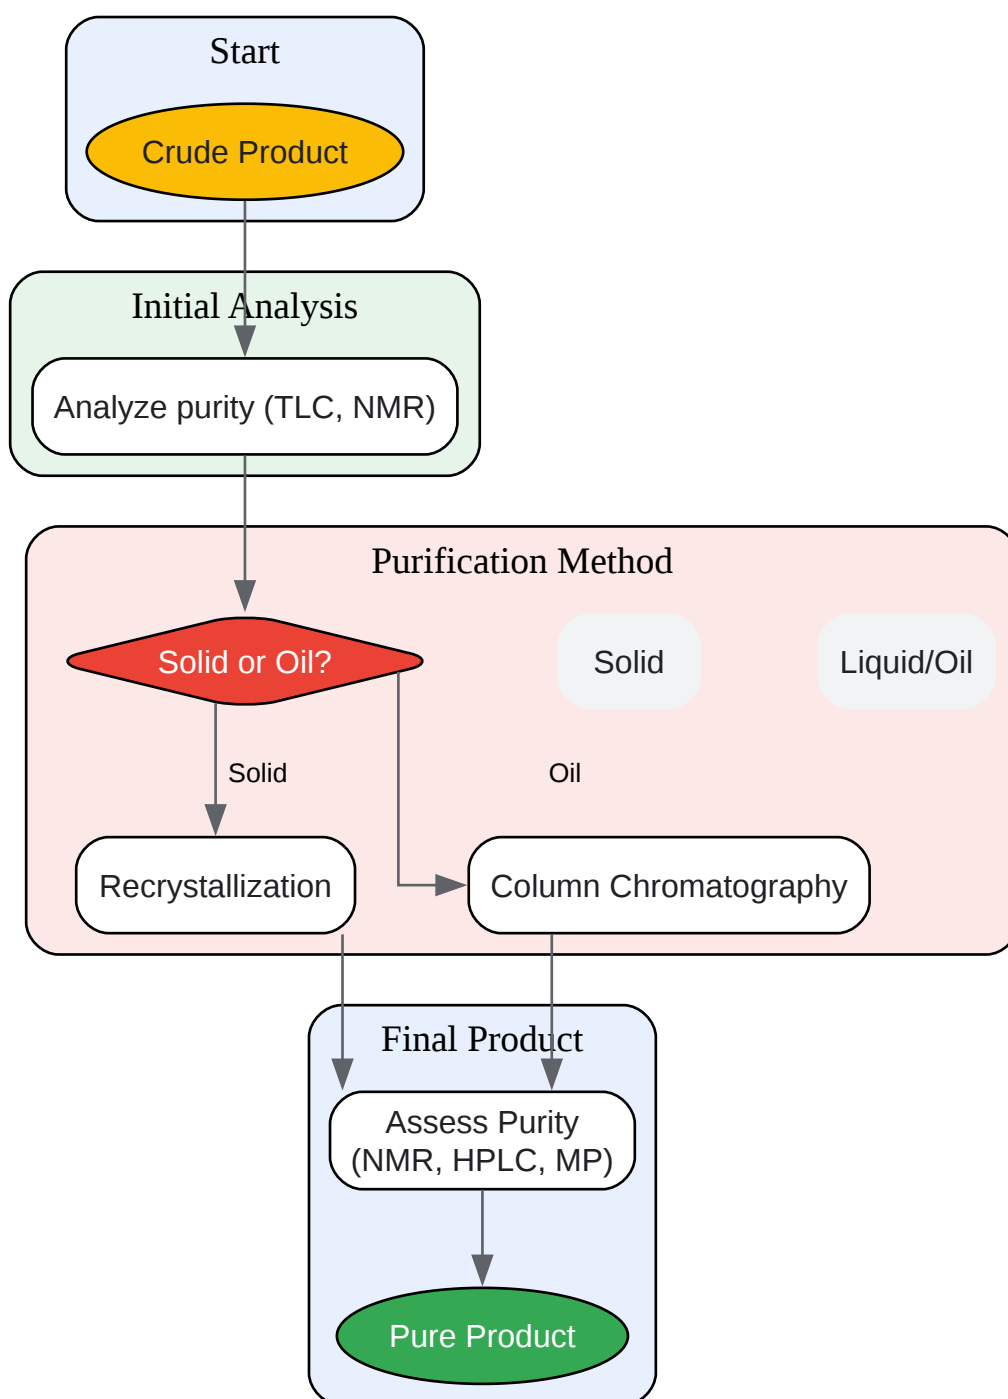 Start
Crude Product
Initial Analysis
Analyze purity (TLC, NMR)
Purification Method
Solid or Oil?
Solid
Liquid/Oil
Solid
Oil
Recrystallization
Column Chromatography
Final Product
Assess Purity
(NMR, HPLC, MP)
Pure Product